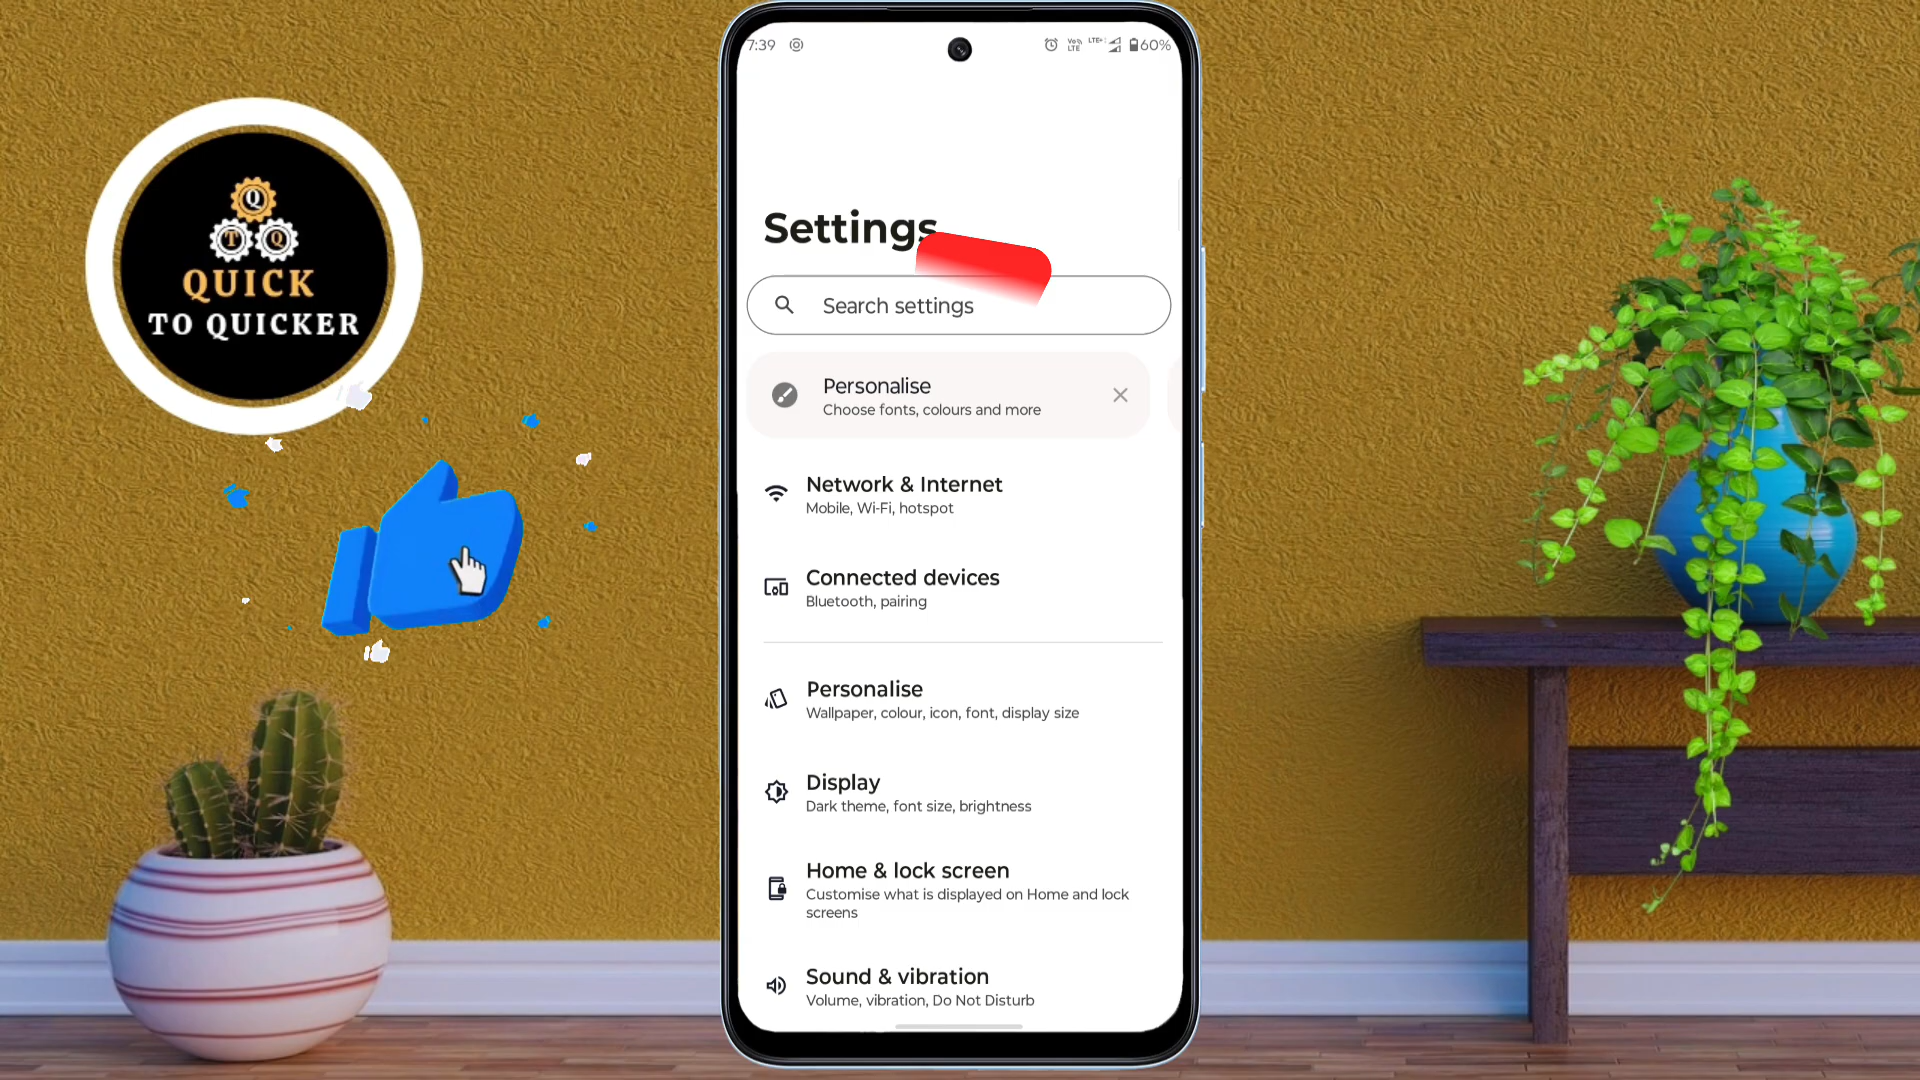 7:39
Vo))
LTE
LTE+
60%
Settings
Search settings
Personalise
Choose fonts, colours and more
Network & Internet
Mobile, Wi-Fi, hotspot
Connected devices
Bluetooth, pairing
Personalise
Wallpaper, colour, icon, font, display size
Display
Dark theme, font size, brightness
Home & lock screen
Customise what is displayed on Home and lock
screens
Sound & vibration
Volume, vibration, Do Not Disturb
Q
T Q
QUICK
TO QUICKER